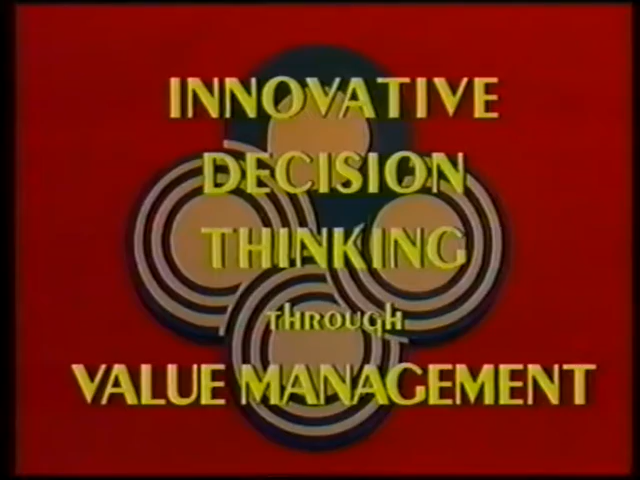 INNOVATIVE
DECISION
THINKING
THROUGH
VALUE MANAGEMENT